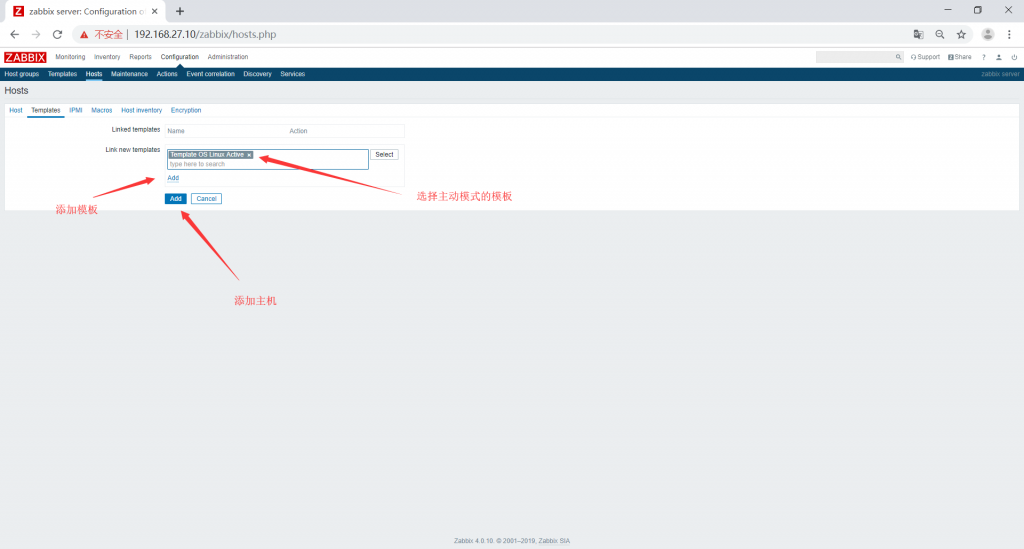 Z zabbix server: Configuration o
不安全 | 192.168.27.10/zabbix/hosts.php
ZABBIX Monitoring Inventory Reports Configuration Administration Support Share ?
Host groups Templates Hosts Maintenance Actions Event correlation Discovery Services zabbix server
Hosts
Host Templates IPMI Macros Host inventory Encryption
Linked templates Name Action
Link new templates Template OS Linux Active Select
type here to search
Add
选择主动模式的模板
Add Cancel
添加模板
添加主机
Zabbix 4.0.10. © 2001–2019, Zabbix SIA